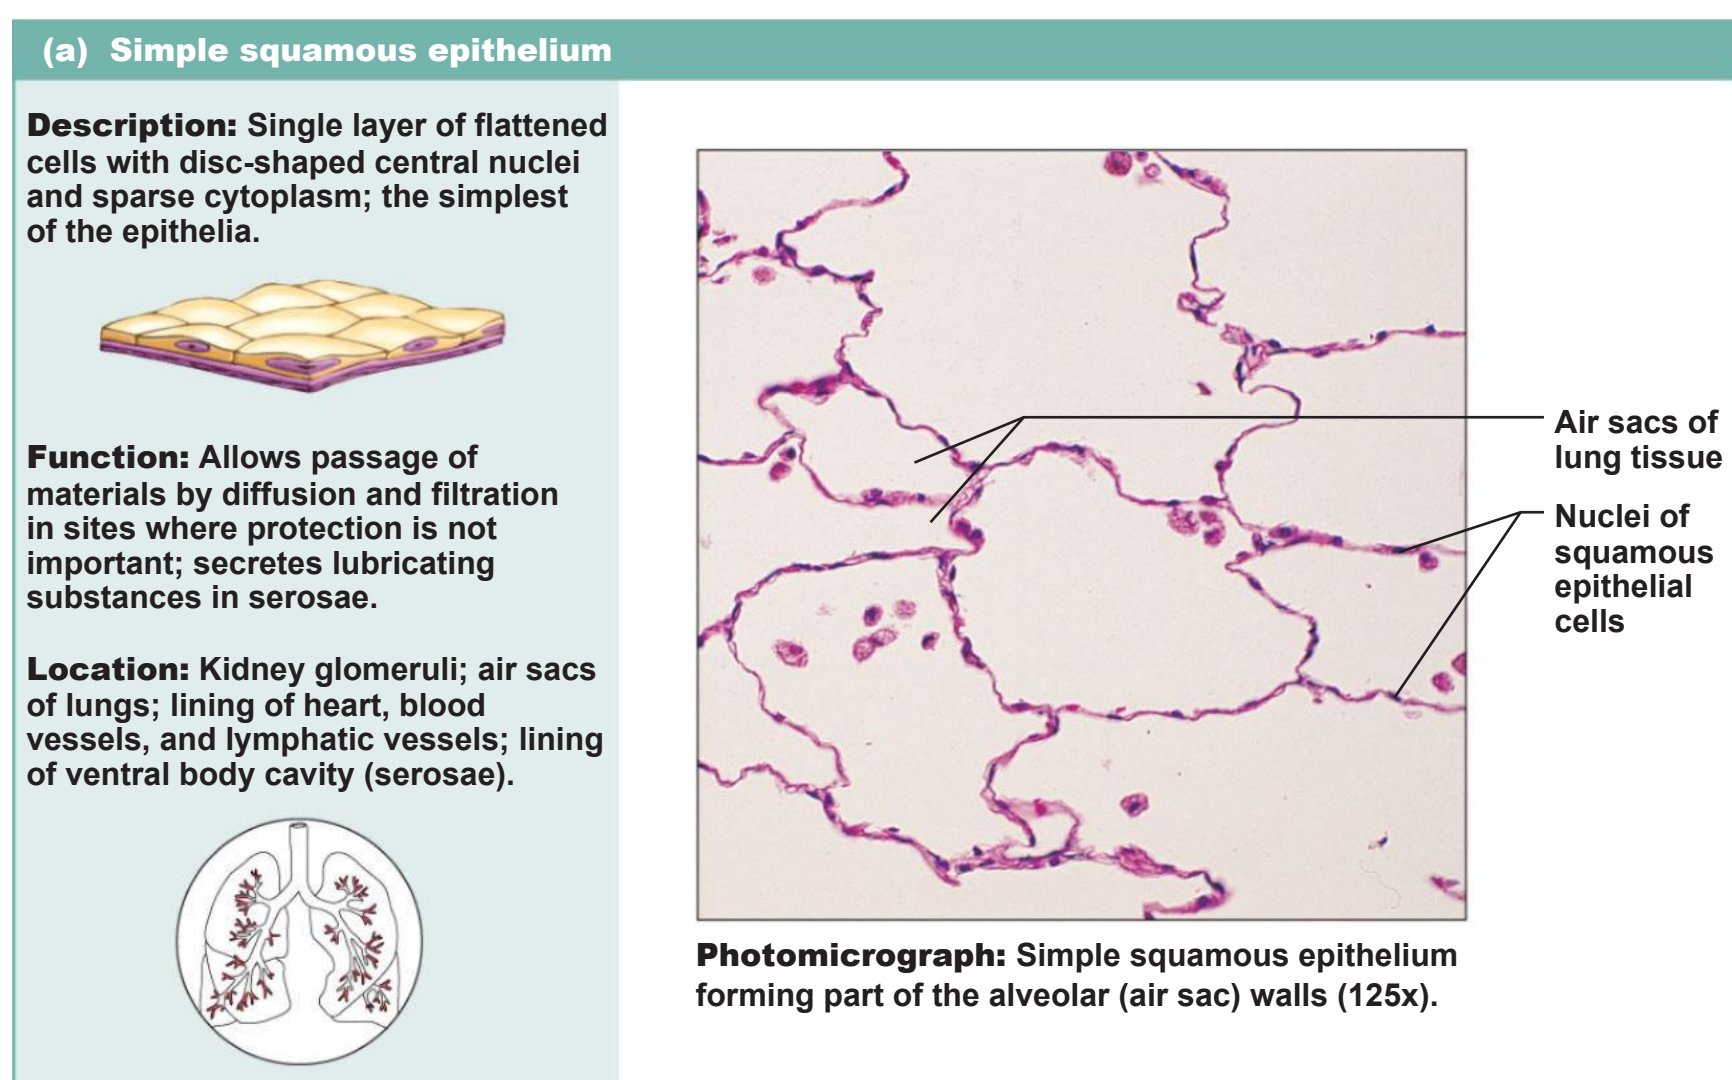 (a) Simple squamous epithelium
Description: Single layer of flattened
cells with disc-shaped central nuclei
and sparse cytoplasm; the simplest
of the epithelia.
Function: Allows passage of
materials by diffusion and filtration
in sites where protection is not
important; secretes lubricating
substances in serosae.
Location: Kidney glomeruli; air sacs
of lungs; lining of heart, blood
vessels, and lymphatic vessels; lining
of ventral body cavity (serosae).
Air sacs of
lung tissue
Nuclei of
squamous
epithelial
cells
Photomicrograph: Simple squamous epithelium
forming part of the alveolar (air sac) walls (125x).